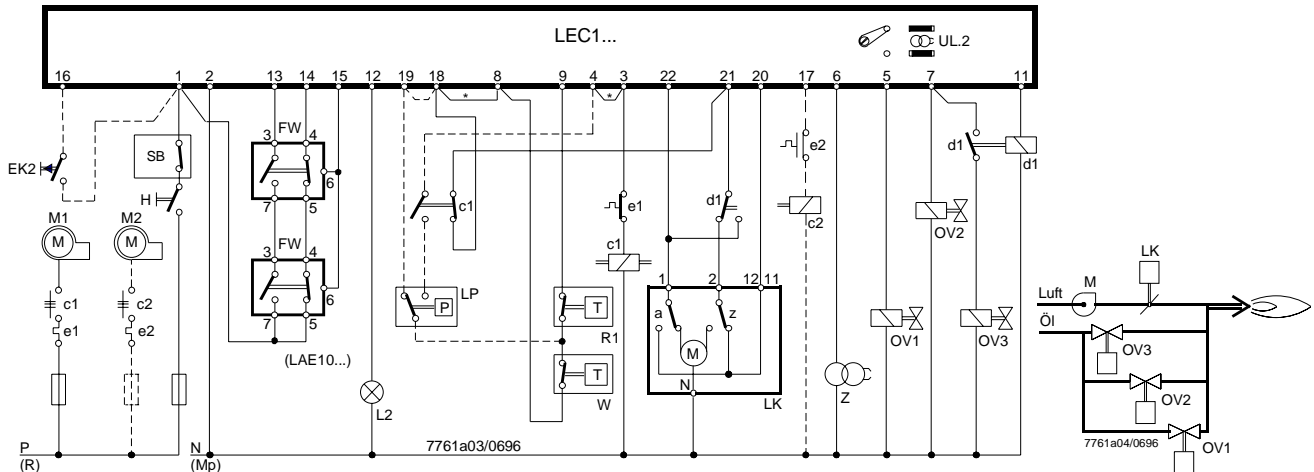 LEC1...
UL.2
16 1 2 13 14 15 12 19 18 8 9 4 3 22 21 20 17 6 5 7 11
* *
FW
3 4
EK2
SB
6
e2
d1
d1
H
7 5
c1
e1
d1
c2
M1 M2
M M
FW
3 4
OV2
c1
LK
6
LP
1 2 12 11
M
c1 c2
P
T
a z
Luft
e1 e2
7 5
R1
M
OV1 OV3
Öl
(LAE10...)
T
OV3
N
W
LK
Z
OV2
L2
P
(R)
N
(Mp)
7761a03/0696
7761a04/0696
OV1